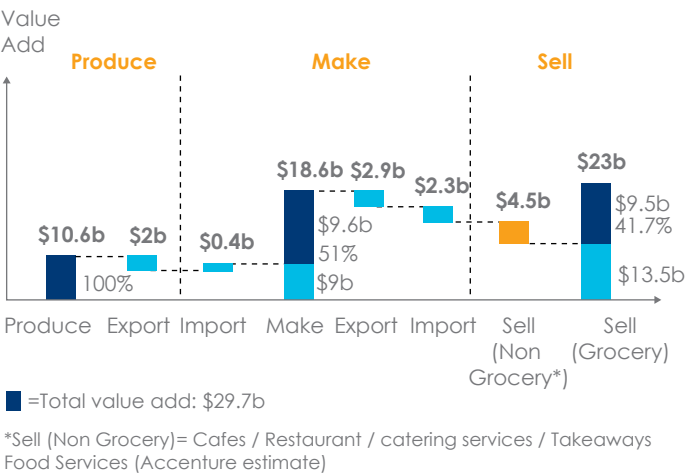 Value
Add
Produce
Make
Sell
$10.6b
$2b
$0.4b
$18.6b
$2.9b
$2.3b
$4.5b
$23b
100%
$9.6b
51%
$9b
$9.5b
41.7%
$13.5b
Produce
Export
Import
Make
Export
Import
Sell
(Non
Grocery*)
Sell
(Grocery)
=Total value add: $29.7b
*Sell (Non Grocery)= Cafes / Restaurant / catering services / Takeaways
Food Services (Accenture estimate)